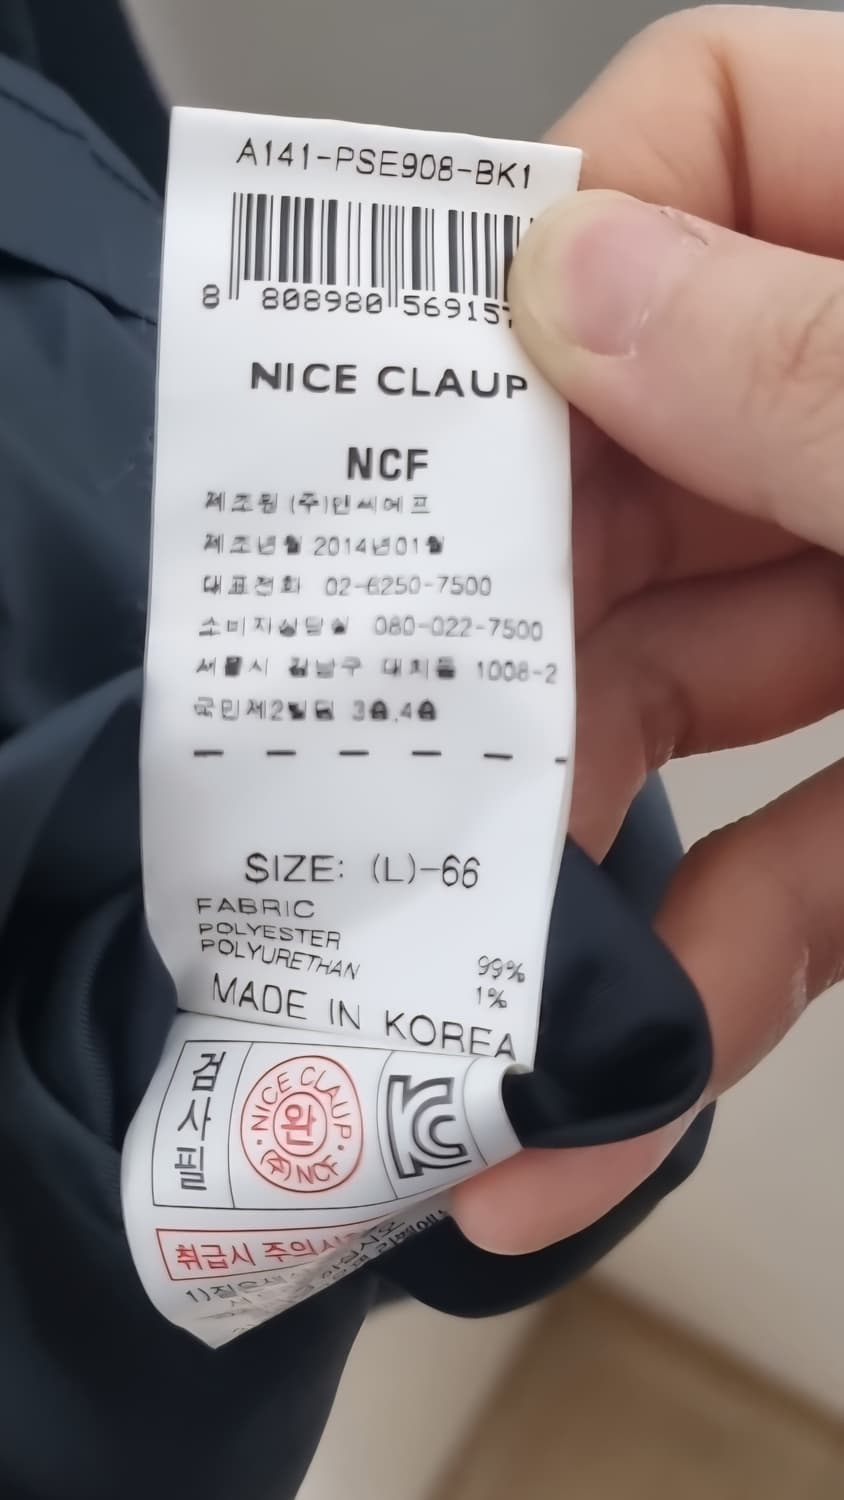 A141-PSE908-BK1
8 808980 56915
NICE CLAUP
NCF
제조원 (주)엔씨에프
제조년월 2014년01월
대표전화 02-6250-7500
소비자상담실 080-022-7500
서울시 강남구 대치동 1008-2
국민제2빌딩 3층,4층
SIZE: (L)-66
FABRIC
POLYESTER 99%
POLYURETHAN 1%
MADE IN KOREA
검사필
NICE CLAUP
완
취급시 주의
1)짙은색